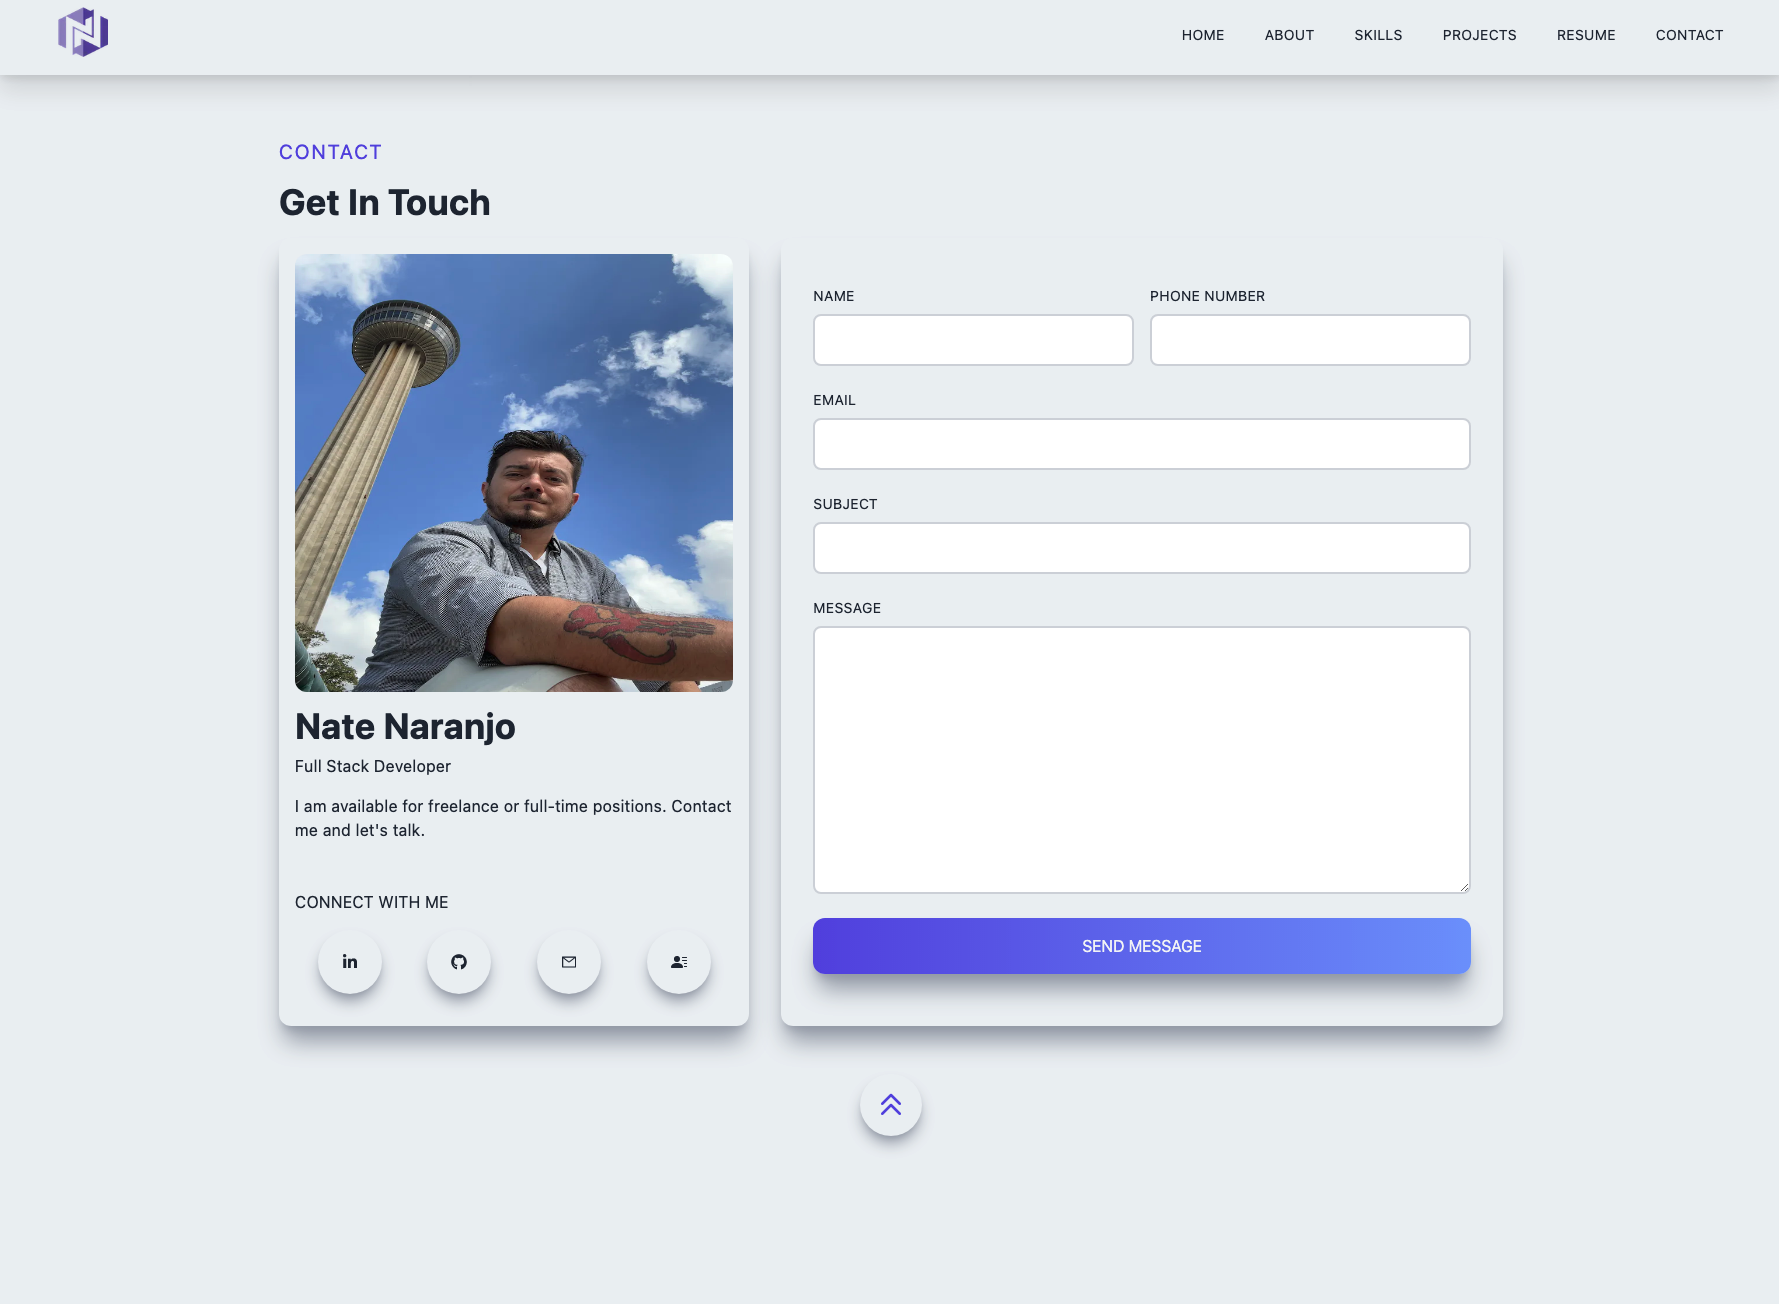 HOME ABOUT SKILLS PROJECTS RESUME CONTACT
CONTACT
Get In Touch
Nate Naranjo
Full Stack Developer
I am available for freelance or full-time positions. Contact
me and let's talk.
CONNECT WITH ME
in
NAME PHONE NUMBER
EMAIL
SUBJECT
MESSAGE
SEND MESSAGE